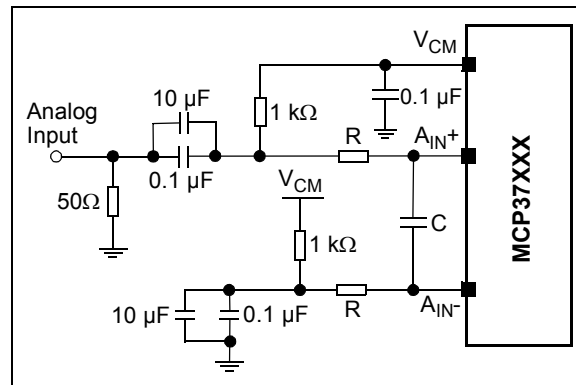 V_CM
10 µF
0.1 µF
Analog
Input
1 kΩ
R
A_IN+
0.1 µF
50Ω
V_CM
C
MCP37XXX
1 kΩ
10 µF
0.1 µF
R
A_IN-